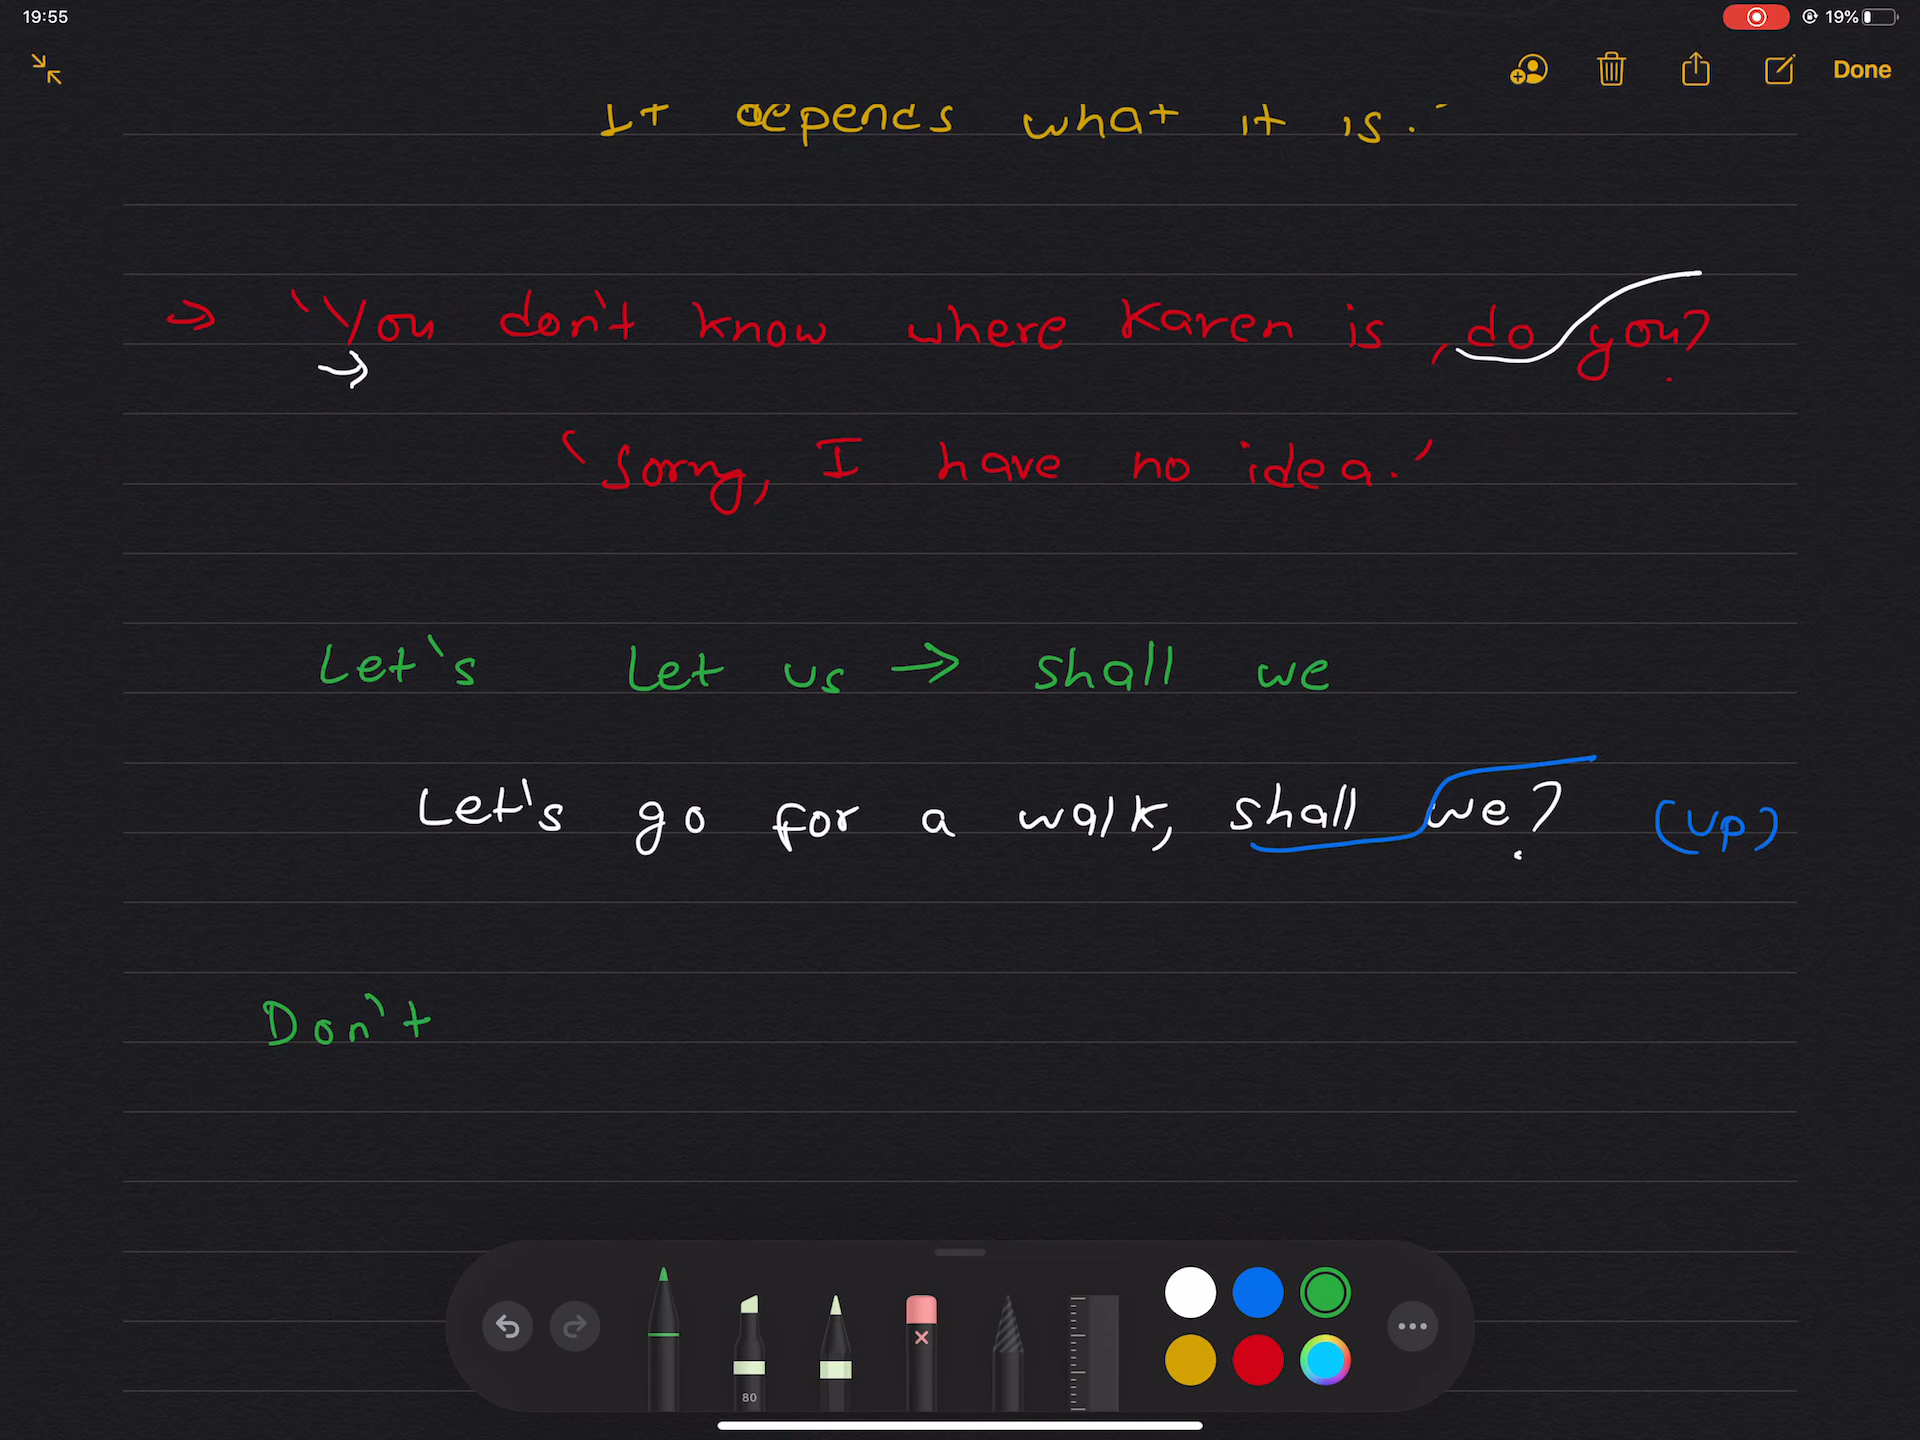 19:55
19%
Done
It depends what it is.'
→ 'You don't know where Karen is, do you?
→
'Sorry, I have no idea.'
Let's Let us → shall we
Let's go for a walk, shall we? (up)
Don't
80